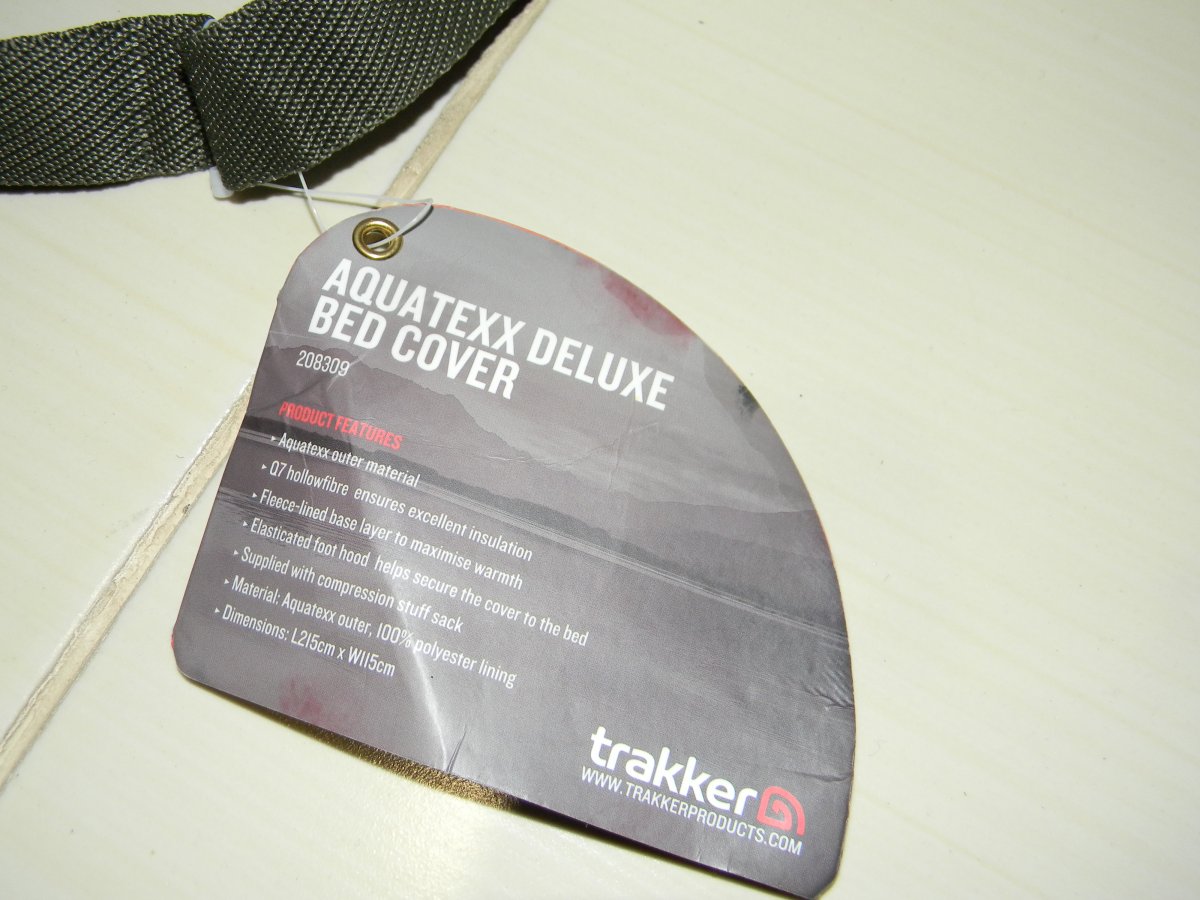 AQUATEXX DELUXE
BED COVER
208309
PRODUCT FEATURES
▸ Aquatexx outer material
▸ Q7 hollowfibre ensures excellent insulation
▸ Fleece-lined base layer to maximise warmth
▸ Elasticated foot hood helps secure the cover to the bed
▸ Supplied with compression stuff sack
▸ Material: Aquatexx outer, 100% polyester lining
▸ Dimensions: L215cm x W115cm
trakker
WWW.TRAKKERPRODUCTS.COM